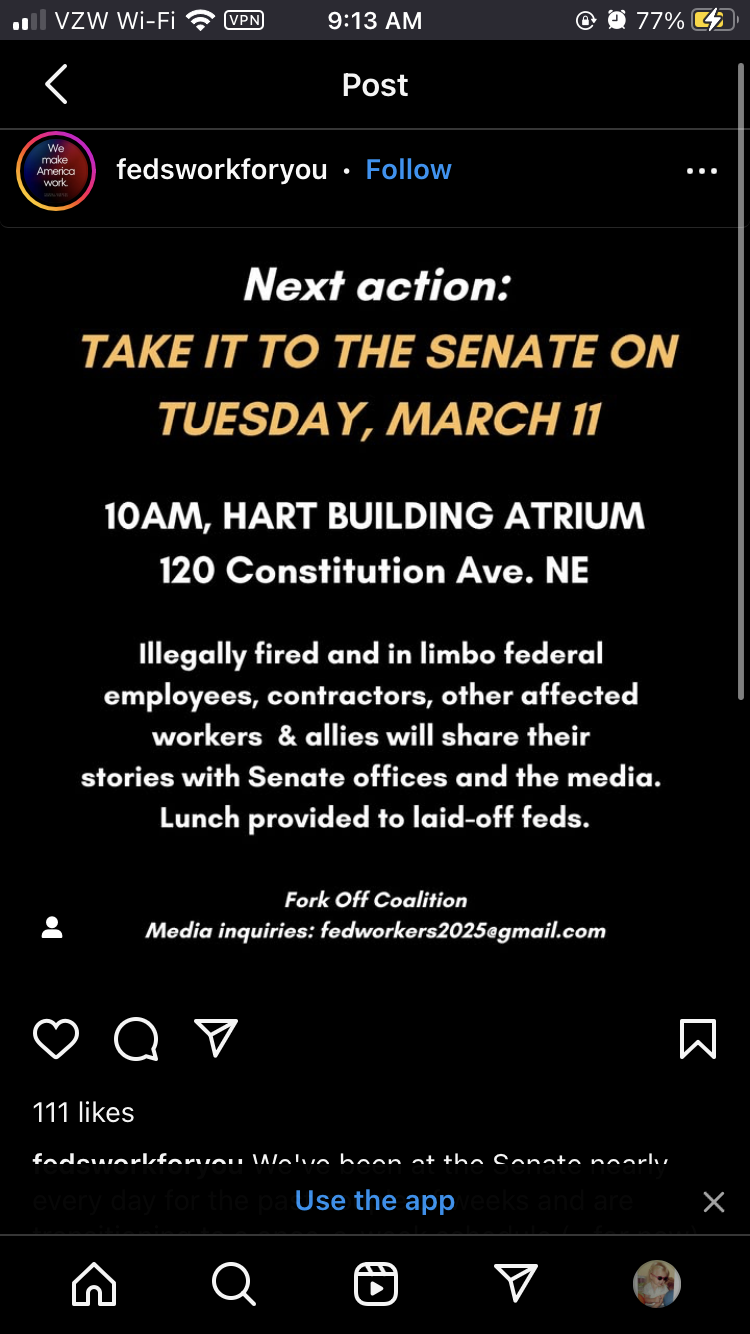 VZW Wi-Fi VPN 9:13 AM 77%
Post
We
make
America
work.
fedsworkforyou • Follow
Next action:
TAKE IT TO THE SENATE ON
TUESDAY, MARCH 11
10AM, HART BUILDING ATRIUM
120 Constitution Ave. NE
Illegally fired and in limbo federal
employees, contractors, other affected
workers & allies will share their
stories with Senate offices and the media.
Lunch provided to laid-off feds.
Fork Off Coalition
Media inquiries: fedworkers2025@gmail.com
111 likes
fedsworkforyou We've been at the Senate nearly
every day for the pa weeks and are
Use the app